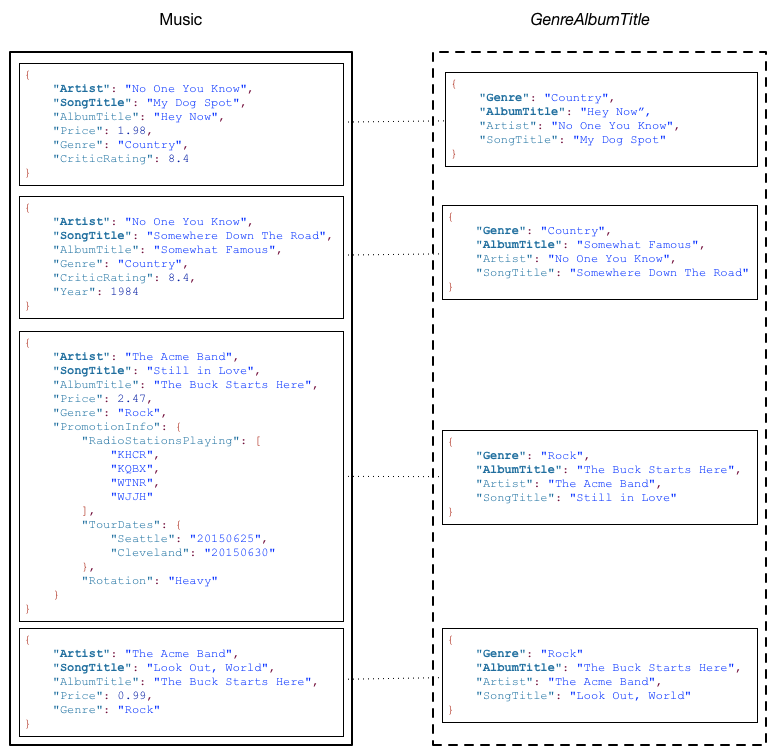 Music
{
"Artist": "No One You Know",
"SongTitle": "My Dog Spot",
"AlbumTitle": "Hey Now",
"Price": 1.98,
"Genre": "Country",
"CriticRating": 8.4
}
{
"Artist": "No One You Know",
"SongTitle": "Somewhere Down The Road",
"AlbumTitle": "Somewhat Famous",
"Genre": "Country",
"CriticRating": 8.4,
"Year": 1984
}
{
"Artist": "The Acme Band",
"SongTitle": "Still in Love",
"AlbumTitle": "The Buck Starts Here",
"Price": 2.47,
"Genre": "Rock",
"PromotionInfo": {
"RadioStationsPlaying": [
"KHCR",
"KQBX",
"WTNR",
"WJJH"
],
"TourDates": {
"Seattle": "20150625",
"Cleveland": "20150630"
},
"Rotation": "Heavy"
}
}
{
"Artist": "The Acme Band",
"SongTitle": "Look Out, World",
"AlbumTitle": "The Buck Starts Here",
"Price": 0.99,
"Genre": "Rock"
}
GenreAlbumTitle
{
"Genre": "Country",
"AlbumTitle": "Hey Now”,
"Artist": "No One You Know",
"SongTitle": "My Dog Spot"
}
{
"Genre": "Country",
"AlbumTitle": "Somewhat Famous",
"Artist": "No One You Know",
"SongTitle": "Somewhere Down The Road"
}
{
"Genre": "Rock",
"AlbumTitle": "The Buck Starts Here",
"Artist": "The Acme Band",
"SongTitle": "Still in Love"
}
{
"Genre": "Rock"
"AlbumTitle": "The Buck Starts Here",
"Artist": "The Acme Band",
"SongTitle": "Look Out, World"
}